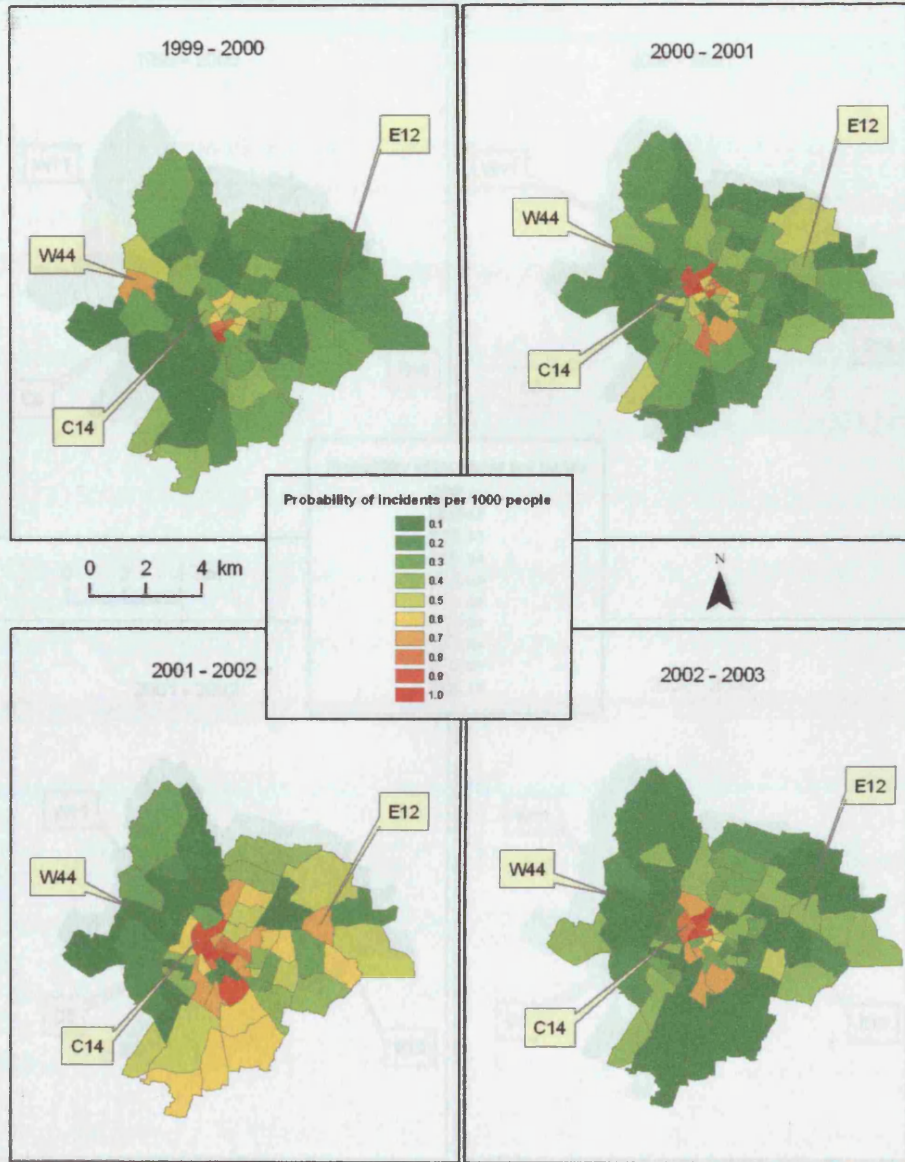 1999 - 2000
E12
W44
C14
2000 - 2001
E12
W44
C14
Probability of incidents per 1000 people
0.1
0.2
0.3
0.4
0.5
0.6
0.7
0.8
0.9
1.0
0 2 4 km
N
2001 - 2002
E12
W44
C14
2002 - 2003
E12
W44
C14